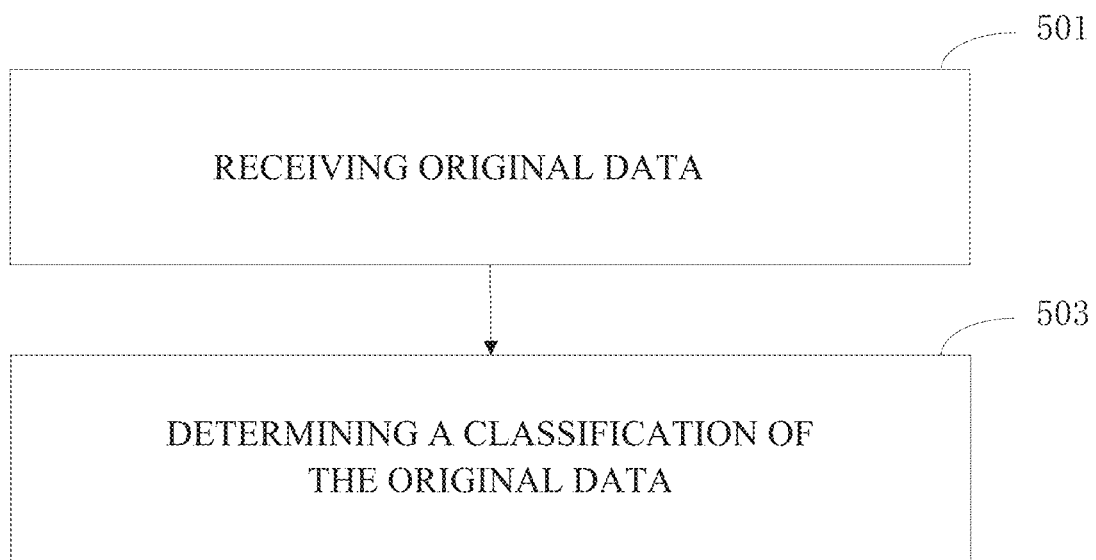 501
RECEIVING ORIGINAL DATA
503
DETERMINING A CLASSIFICATION OF
THE ORIGINAL DATA